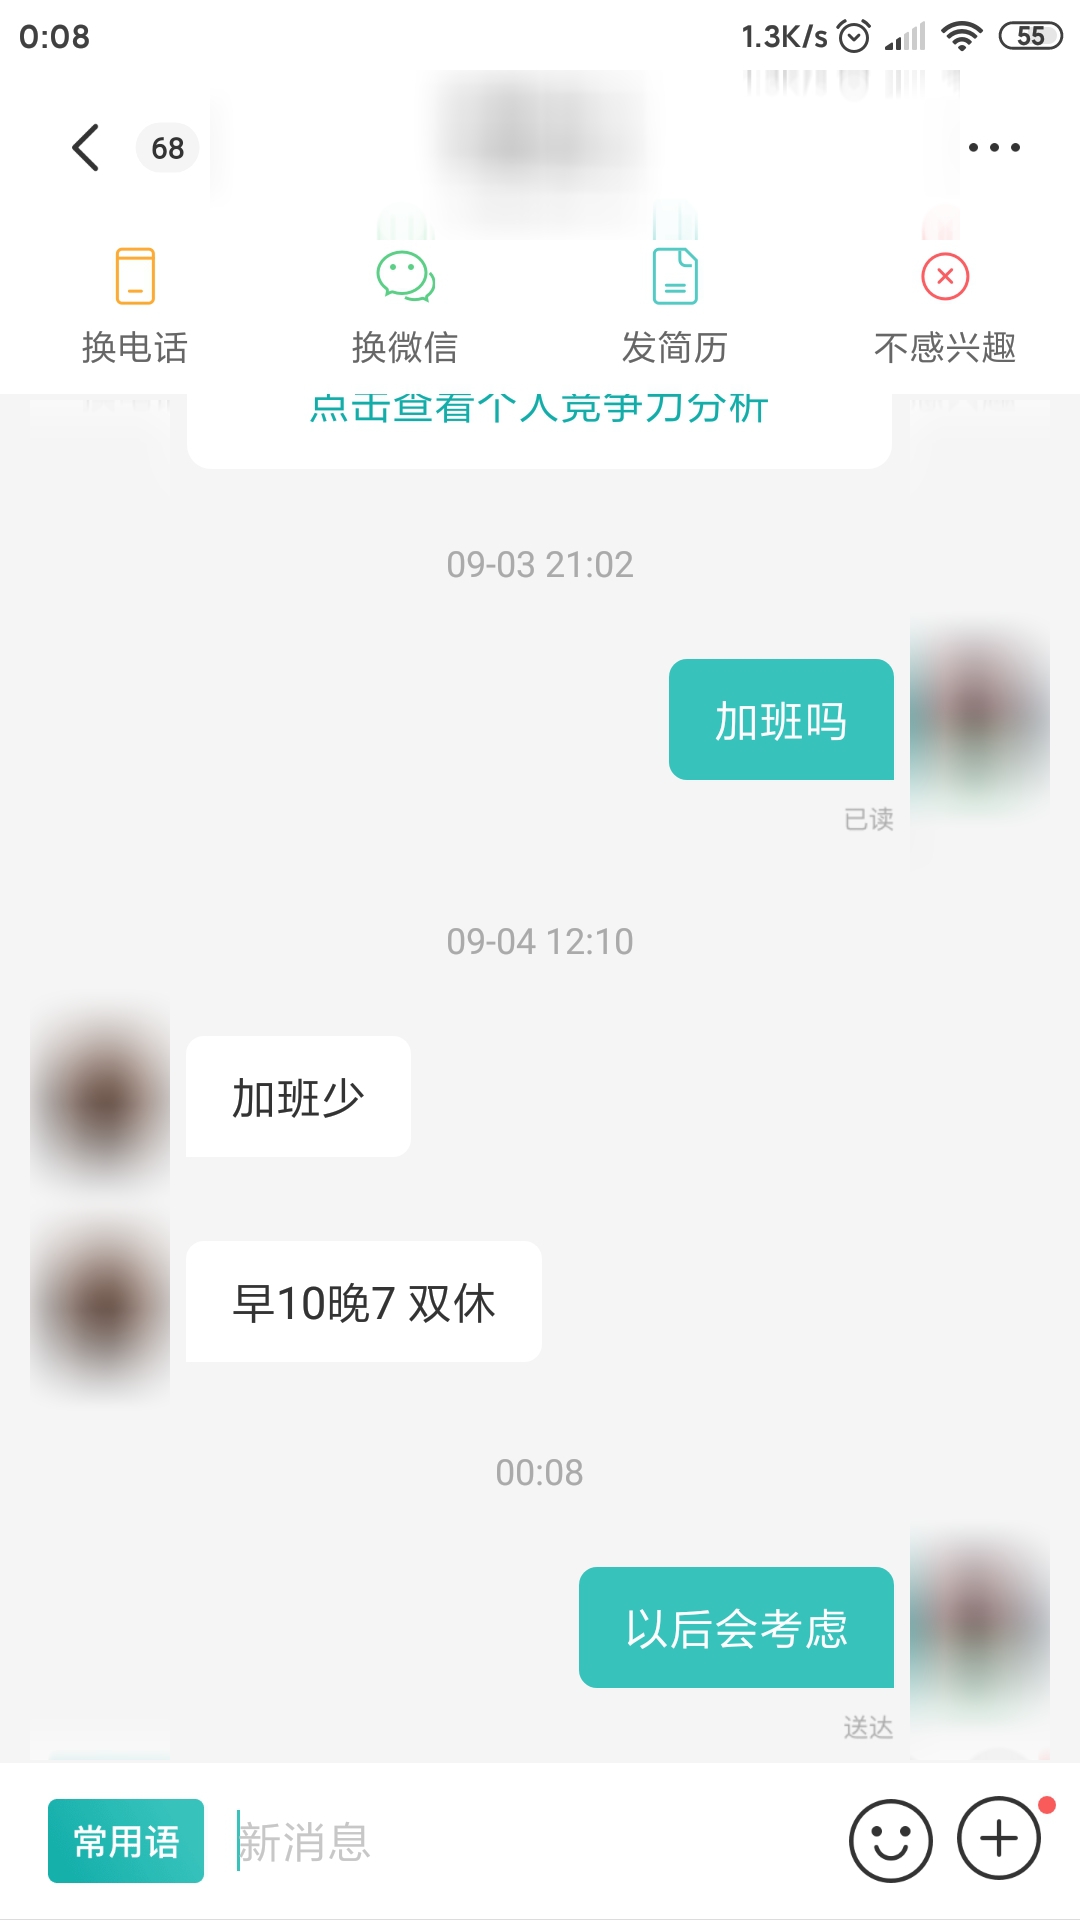 0:08
1.3K/s
55
68
换电话
换微信
发简历
不感兴趣
点击查看个人竞争力分析
09-03 21:02
加班吗
已读
09-04 12:10
加班少
早10晚7 双休
00:08
以后会考虑
送达
常用语
新消息